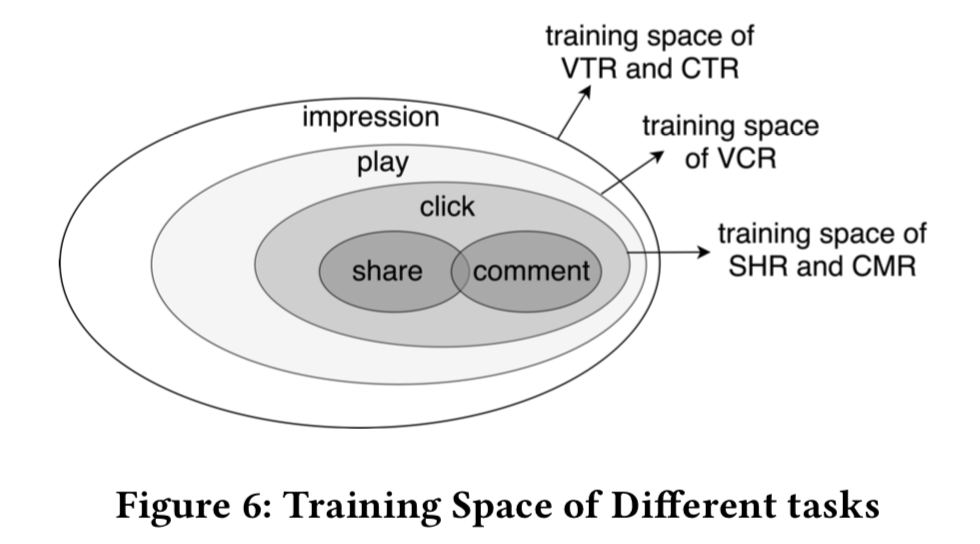 training space of
VTR and CTR
impression
training space
of VCR
play
click
training space of
SHR and CMR
share
comment
Figure 6: Training Space of Different tasks